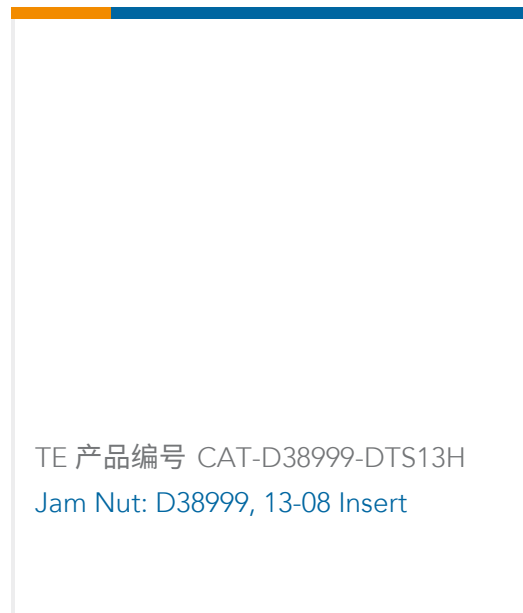 TE 产品编号 CAT-D38999-DTS13H
Jam Nut: D38999, 13-08 Insert